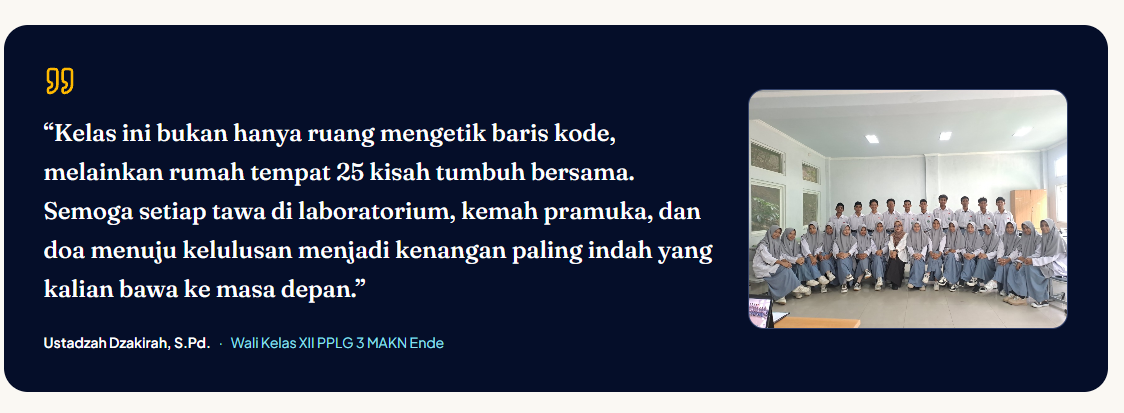 “Kelas ini bukan hanya ruang mengetik baris kode,
melainkan rumah tempat 25 kisah tumbuh bersama.
Semoga setiap tawa di laboratorium, kemah pramuka, dan
doa menuju kelulusan menjadi kenangan paling indah yang
kalian bawa ke masa depan.”
Ustadzah Dzakirah, S.Pd. · Wali Kelas XII PPLG 3 MAKN Ende